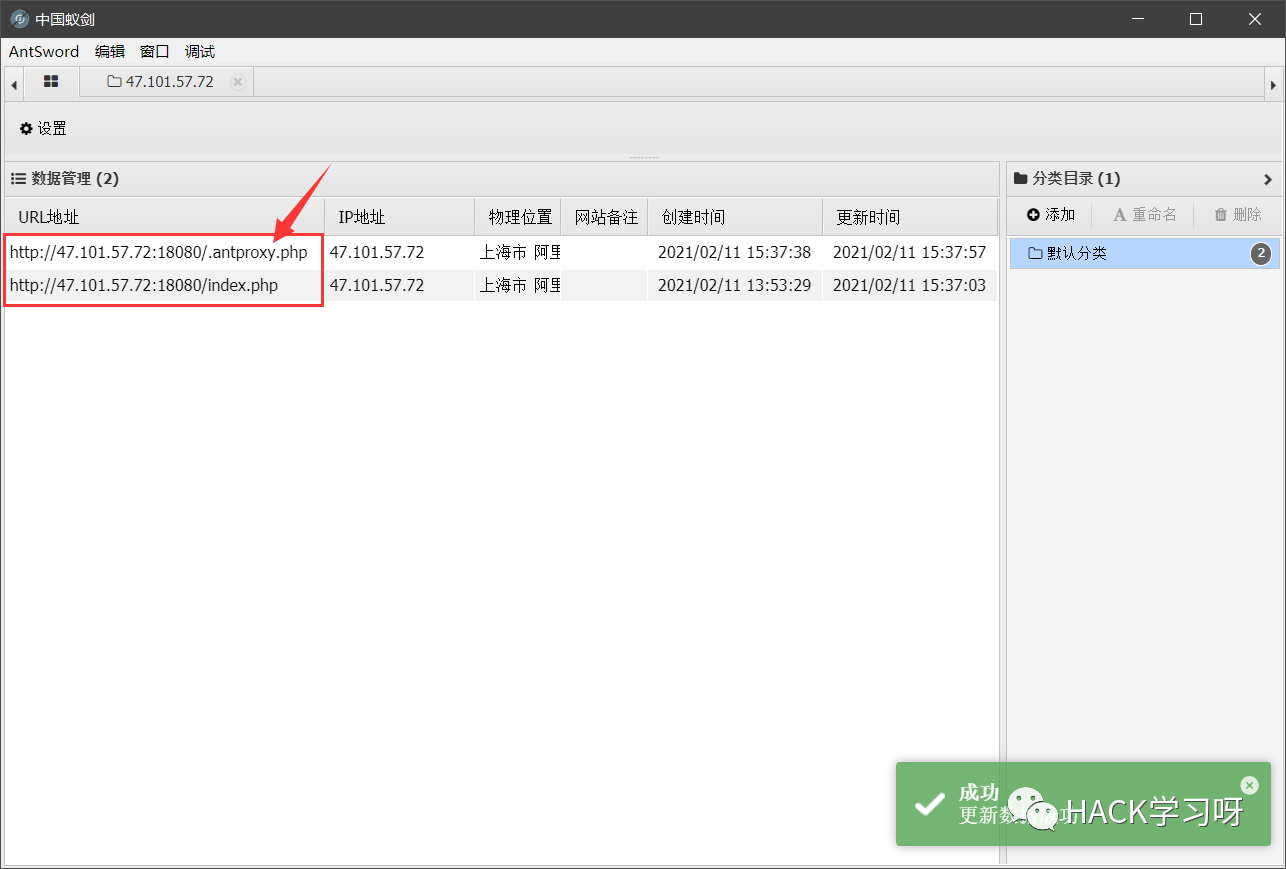 中国蚁剑
AntSword 编辑 窗口 调试
47.101.57.72
设置
数据管理 (2)
URL地址 IP地址 物理位置 网站备注 创建时间 更新时间
http://47.101.57.72:18080/.antproxy.php 47.101.57.72 上海市 阿里 2021/02/11 15:37:38 2021/02/11 15:37:57
http://47.101.57.72:18080/index.php 47.101.57.72 上海市 阿里 2021/02/11 13:53:29 2021/02/11 15:37:03
分类目录 (1)
添加 A 重命名 删除
默认分类 2
成功
更新数
HACK学习呀